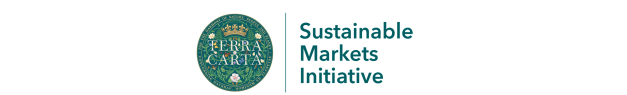 TERRA
CARTA
Sustainable
Markets
Initiative